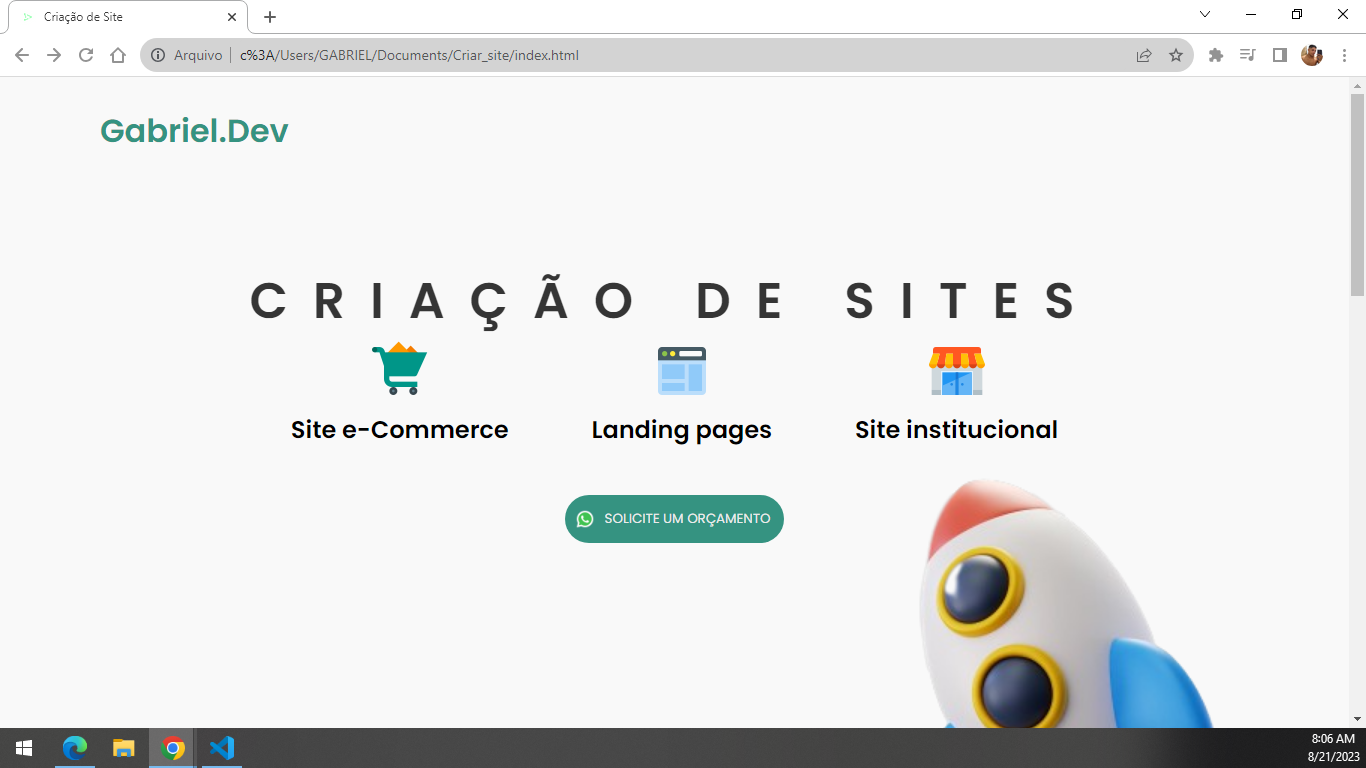 Criação de Site
Arquivo c%3A/Users/GABRIEL/Documents/Criar_site/index.html
Gabriel.Dev
CRIAÇÃO DE SITES
Site e-Commerce Landing pages Site institucional
SOLICITE UM ORÇAMENTO
8:06 AM
8/21/2023